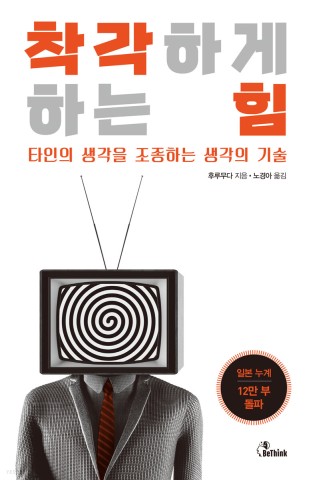 착각하게
하는 힘
타인의 생각을 조종하는 생각의 기술
후루무다 지음 • 노경아 옮김
일본 누계
12만 부
돌파
BeThink